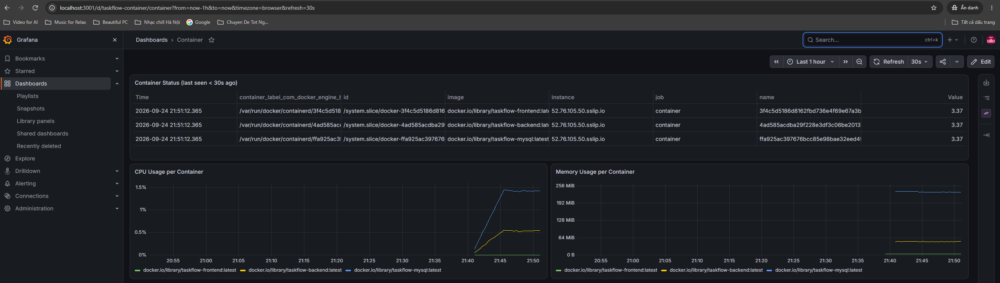 localhost:3001/d/taskflow-container/container?from=now-1h&to=now&timezone=browser&refresh=30s
Ẩn danh
Video for AI
Music for Relax
Beautiful PC
Nhạc chill Hà Nội
Google
Chuyen De Tot Ng...
Tất cả dấu trang
Grafana
Dashboards › Container
Search...
ctrl+k
Bookmarks
Starred
Dashboards
Playlists
Snapshots
Library panels
Shared dashboards
Recently deleted
Explore
Drilldown
Alerting
Connections
Administration
Last 1 hour
Refresh
30s
Edit
Container Status (last seen < 30s ago)
Time container_label_com_docker_engine_b id image instance job name Value
2026-09-24 21:51:12.365 /var/run/docker/containerd/3f4c5d518 /system.slice/docker-3f4c5d5186d816 docker.io/library/taskflow-frontend:late 52.76.105.50.sslip.io container 3f4c5d5186d8162fbd736e4f69e67a3b 3.37
2026-09-24 21:51:12.365 /var/run/docker/containerd/4ad585acd /system.slice/docker-4ad585acdba29 docker.io/library/taskflow-backend:late 52.76.105.50.sslip.io container 4ad585acdba29f228e3df3c06be2013 3.37
2026-09-24 21:51:12.365 /var/run/docker/containerd/ffa925ac39 /system.slice/docker-ffa925ac397676 docker.io/library/taskflow-mysql:latest 52.76.105.50.sslip.io container ffa925ac397676bcc85e98bae32eed4f 3.37
CPU Usage per Container
1.5%
1%
0.5%
0%
20:55 21:00 21:05 21:10 21:15 21:20 21:25 21:30 21:35 21:40 21:45 21:50
docker.io/library/taskflow-frontend:latest docker.io/library/taskflow-backend:latest docker.io/library/taskflow-mysql:latest
Memory Usage per Container
256 MiB
192 MiB
128 MiB
64 MiB
0 B
20:55 21:00 21:05 21:10 21:15 21:20 21:25 21:30 21:35 21:40 21:45 21:50
docker.io/library/taskflow-frontend:latest docker.io/library/taskflow-backend:latest docker.io/library/taskflow-mysql:latest